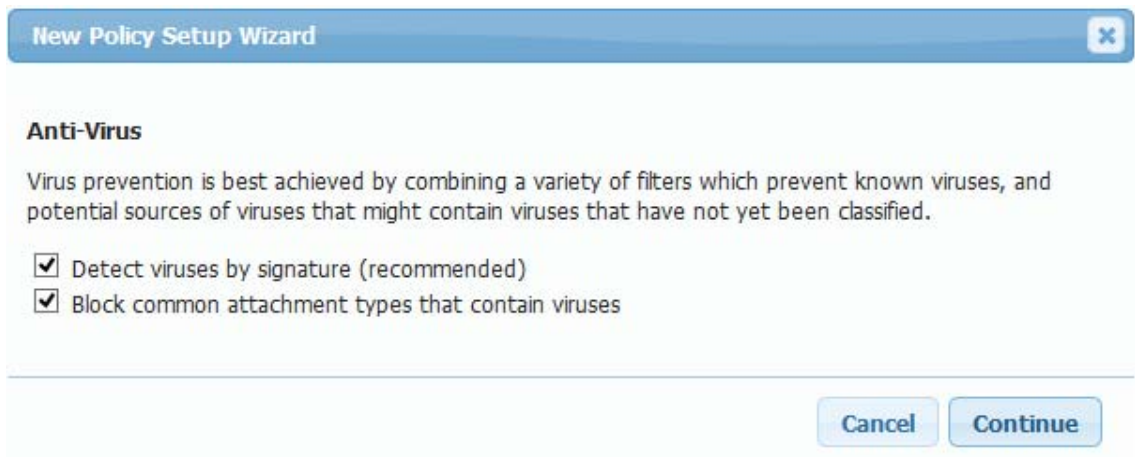 New Policy Setup Wizard
Anti-Virus
Virus prevention is best achieved by combining a variety of filters which prevent known viruses, and
potential sources of viruses that might contain viruses that have not yet been classified.
Detect viruses by signature (recommended)
Block common attachment types that contain viruses
Cancel Continue